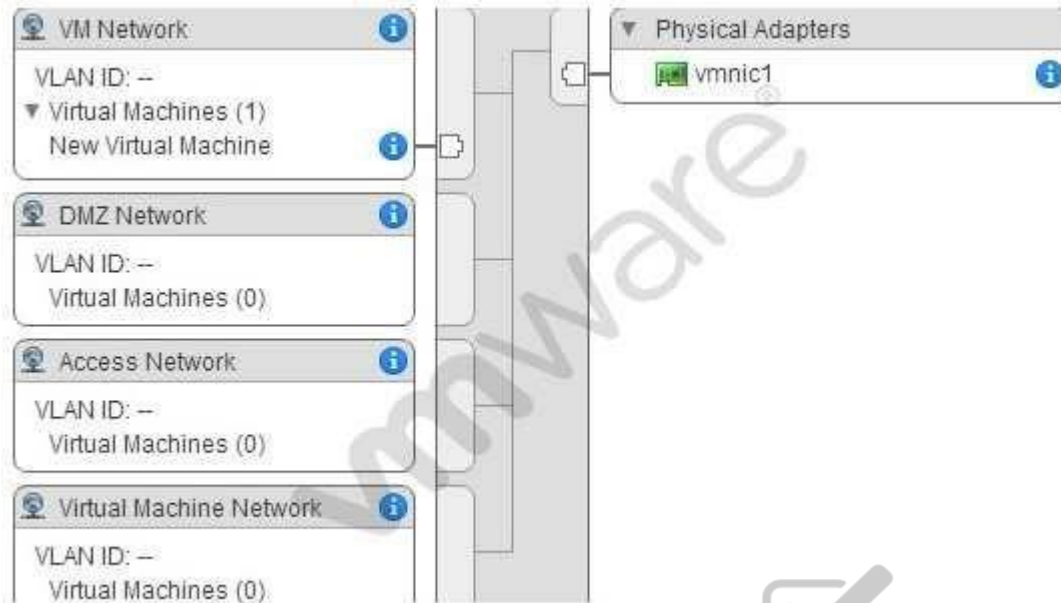 VM Network
VLAN ID: --
Virtual Machines (1)
New Virtual Machine
DMZ Network
VLAN ID: --
Virtual Machines (0)
Access Network
VLAN ID: --
Virtual Machines (0)
Virtual Machine Network
VLAN ID: --
Virtual Machines (0)
Physical Adapters
vmnic1
vmware®